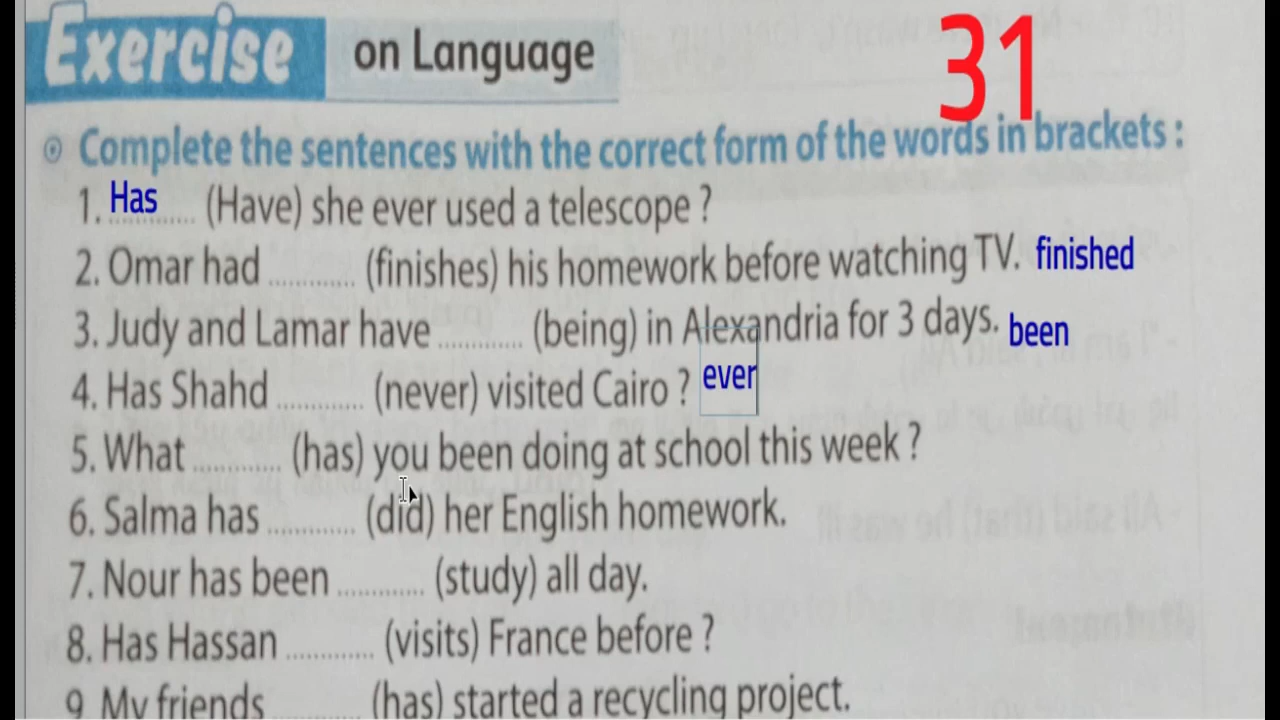 Exercise on Language 31
Complete the sentences with the correct form of the words in brackets :
1. Has ............ (Have) she ever used a telescope ?
2. Omar had ............ (finishes) his homework before watching TV. finished
3. Judy and Lamar have ............ (being) in Alexandria for 3 days. been
4. Has Shahd ............ (never) visited Cairo ? ever
5. What ............ (has) you been doing at school this week ?
6. Salma has ............ (did) her English homework.
7. Nour has been ............ (study) all day.
8. Has Hassan ............ (visits) France before ?
9 My friends ............ (has) started a recycling project.